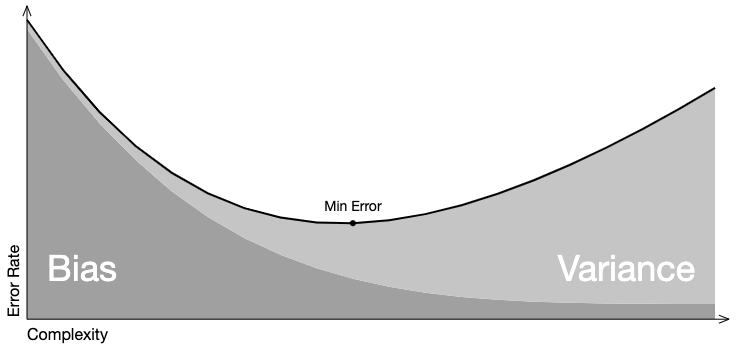 Min Error
Bias
Variance
Error Rate
Complexity